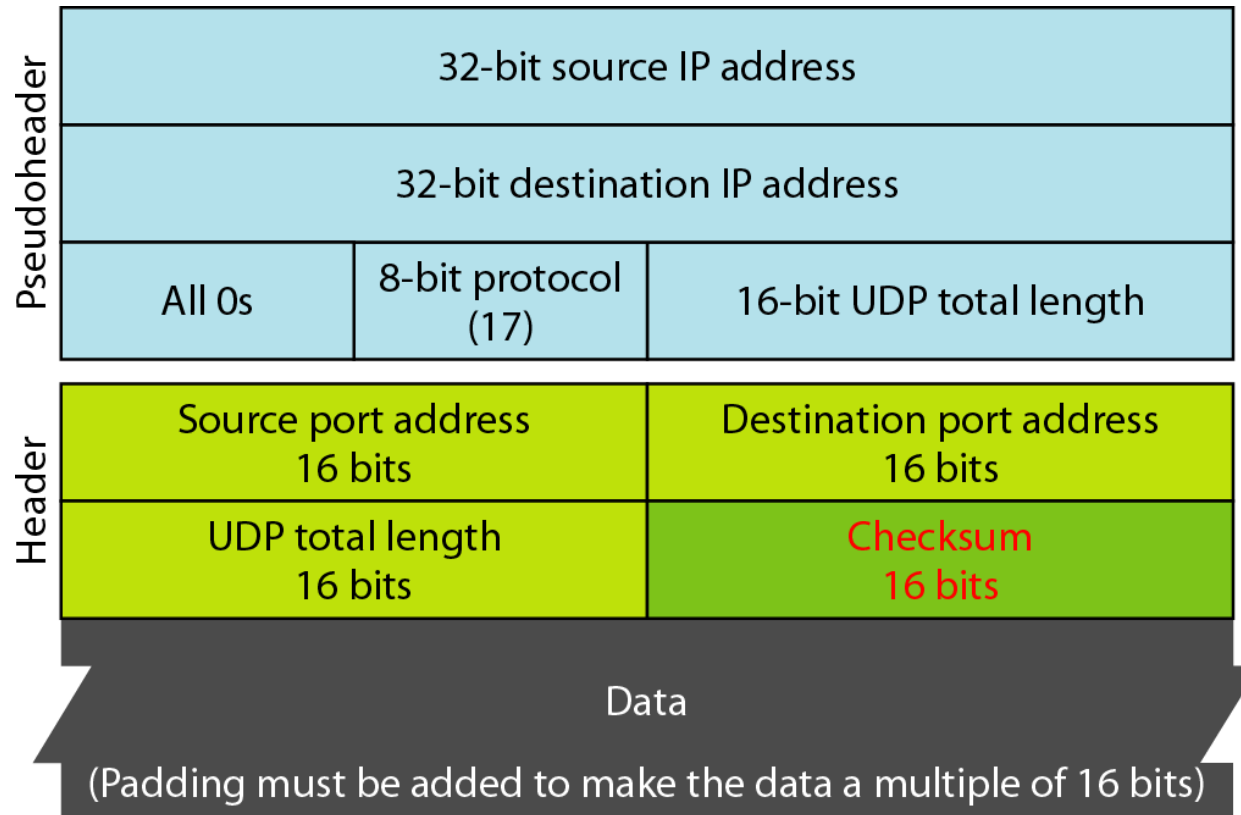 Pseudoheader
32-bit source IP address
32-bit destination IP address
All 0s
8-bit protocol
(17)
16-bit UDP total length
Header
Source port address
16 bits
Destination port address
16 bits
UDP total length
16 bits
Checksum
16 bits
Data
(Padding must be added to make the data a multiple of 16 bits)